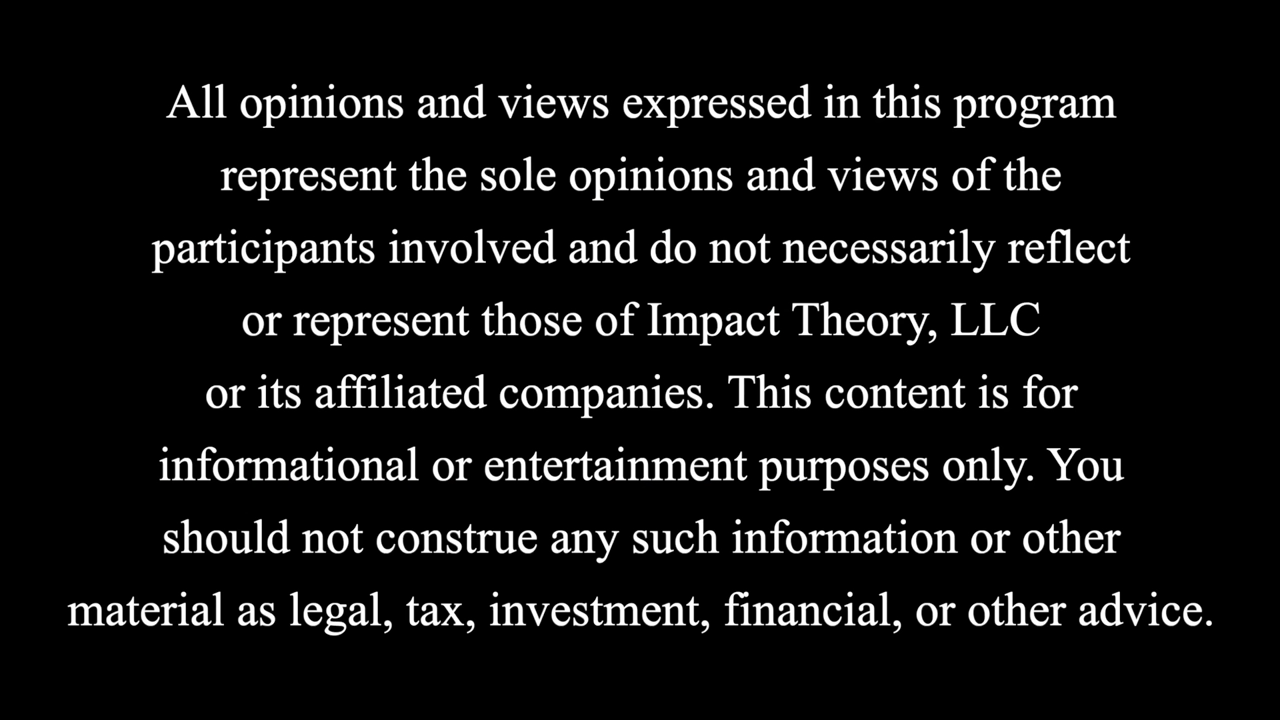 All opinions and views expressed in this program
represent the sole opinions and views of the
participants involved and do not necessarily reflect
or represent those of Impact Theory, LLC
or its affiliated companies. This content is for
informational or entertainment purposes only. You
should not construe any such information or other
material as legal, tax, investment, financial, or other advice.